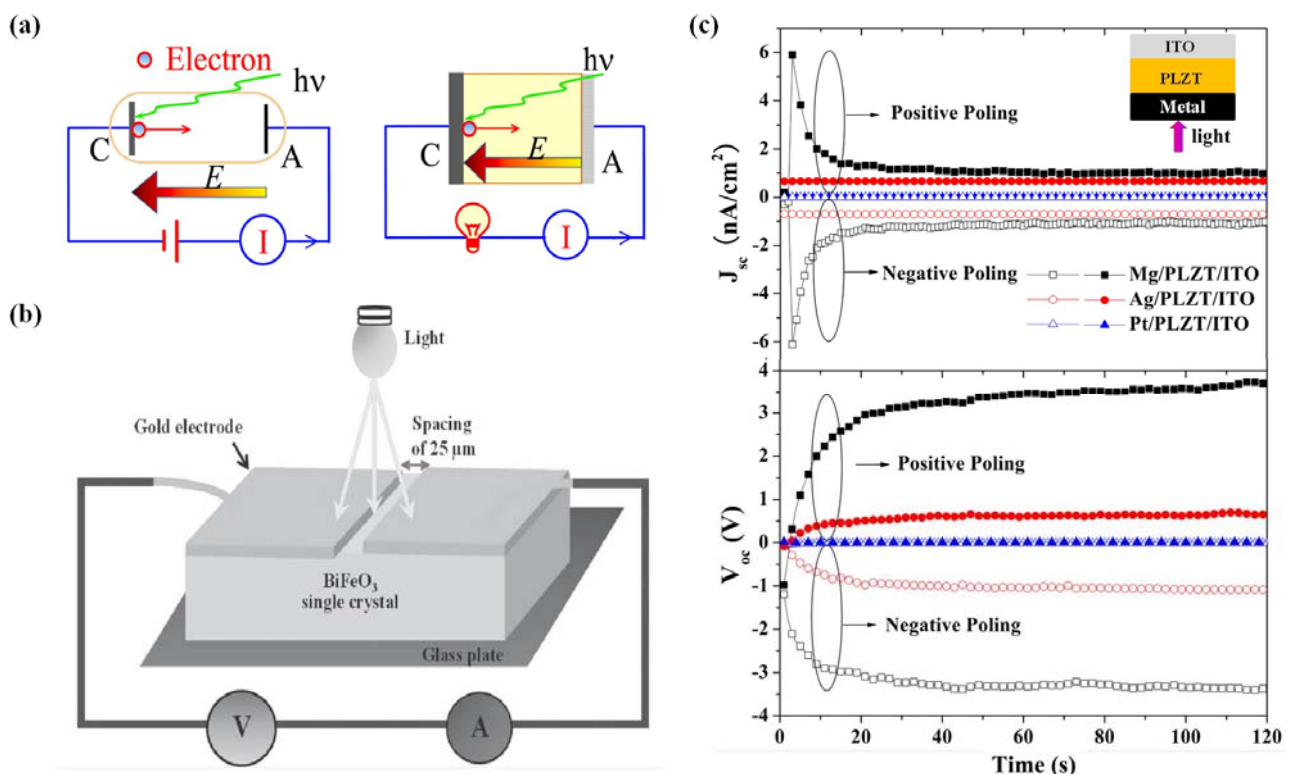 (a)
Electron
hν
C
A
E
I
hν
C
A
E
I
(b)
Light
Gold electrode
Spacing
of 25 μm
BiFeO3
single crystal
Glass plate
V
A
(c)
ITO
PLZT
Metal
light
Positive Poling
Negative Poling
Mg/PLZT/ITO
Ag/PLZT/ITO
Pt/PLZT/ITO
Jsc (nA/cm²)
6
4
2
0
-2
-4
-6
Positive Poling
Negative Poling
Voc (V)
4
3
2
1
0
-1
-2
-3
-4
0 20 40 60 80 100 120
Time (s)